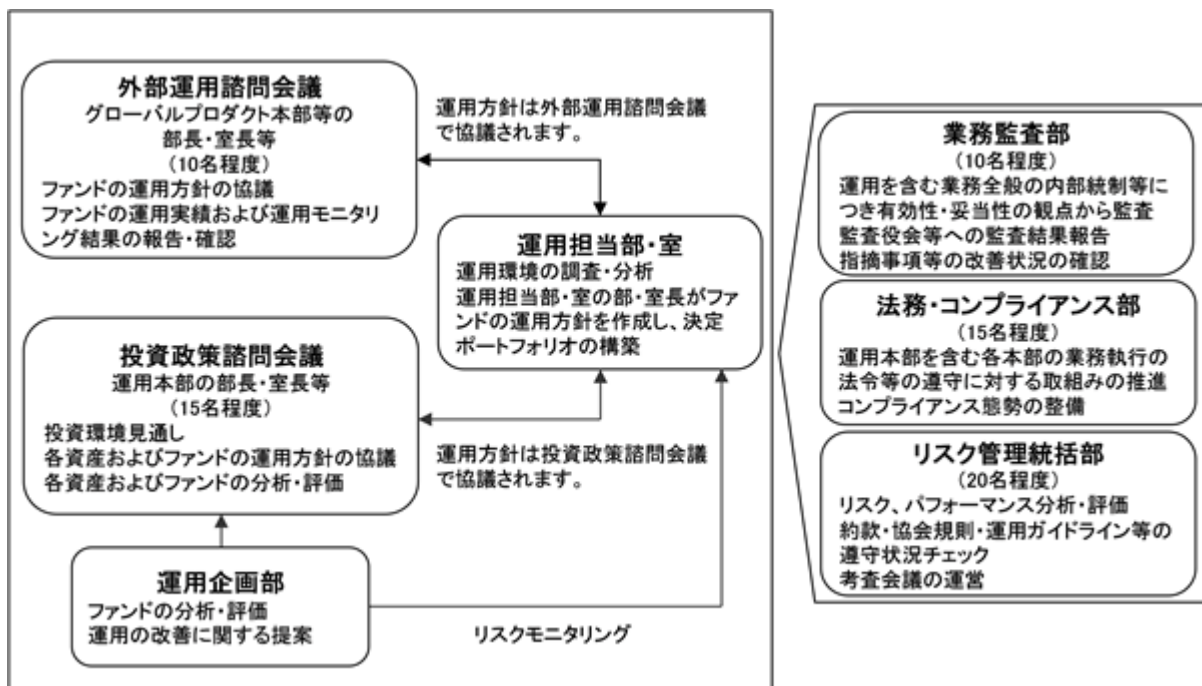 外部運用諮問会議
グローバルプロダクト本部等の
部長・室長等
(10名程度)
ファンドの運用方針の協議
ファンドの運用実績および運用モニタリ
ング結果の報告・確認
運用方針は外部運用諮問会議
で協議されます。
運用担当部・室
運用環境の調査・分析
運用担当部・室の部・室長がファ
ンドの運用方針を作成し、決定
ポートフォリオの構築
投資政策諮問会議
運用本部の部長・室長等
(15名程度)
投資環境見通し
各資産およびファンドの運用方針の協議
各資産およびファンドの分析・評価
運用方針は投資政策諮問会議
で協議されます。
運用企画部
ファンドの分析・評価
運用の改善に関する提案
リスクモニタリング
業務監査部
(10名程度)
運用を含む業務全般の内部統制等に
つき有効性・妥当性の観点から監査
監査役会等への監査結果報告
指摘事項等の改善状況の確認
法務・コンプライアンス部
(15名程度)
運用本部を含む各本部の業務執行の
法令等の遵守に対する取組みの推進
コンプライアンス態勢の整備
リスク管理統括部
(20名程度)
リスク、パフォーマンス分析・評価
約款・協会規則・運用ガイドライン等の
遵守状況チェック
考査会議の運営